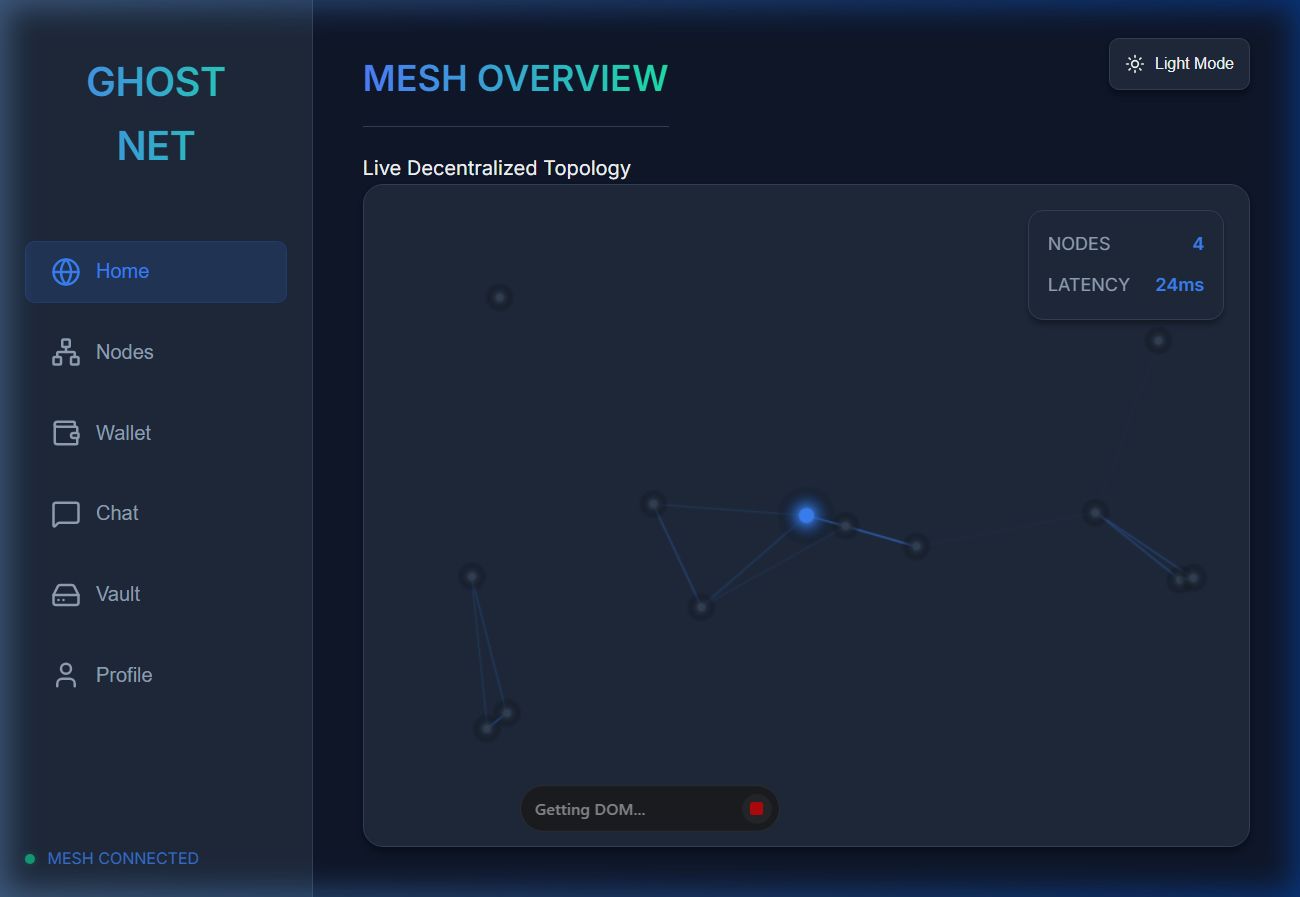 GHOST
NET
Home
Nodes
Wallet
Chat
Vault
Profile
MESH CONNECTED
MESH OVERVIEW
Light Mode
Live Decentralized Topology
NODES 4
LATENCY 24ms
Getting DOM...